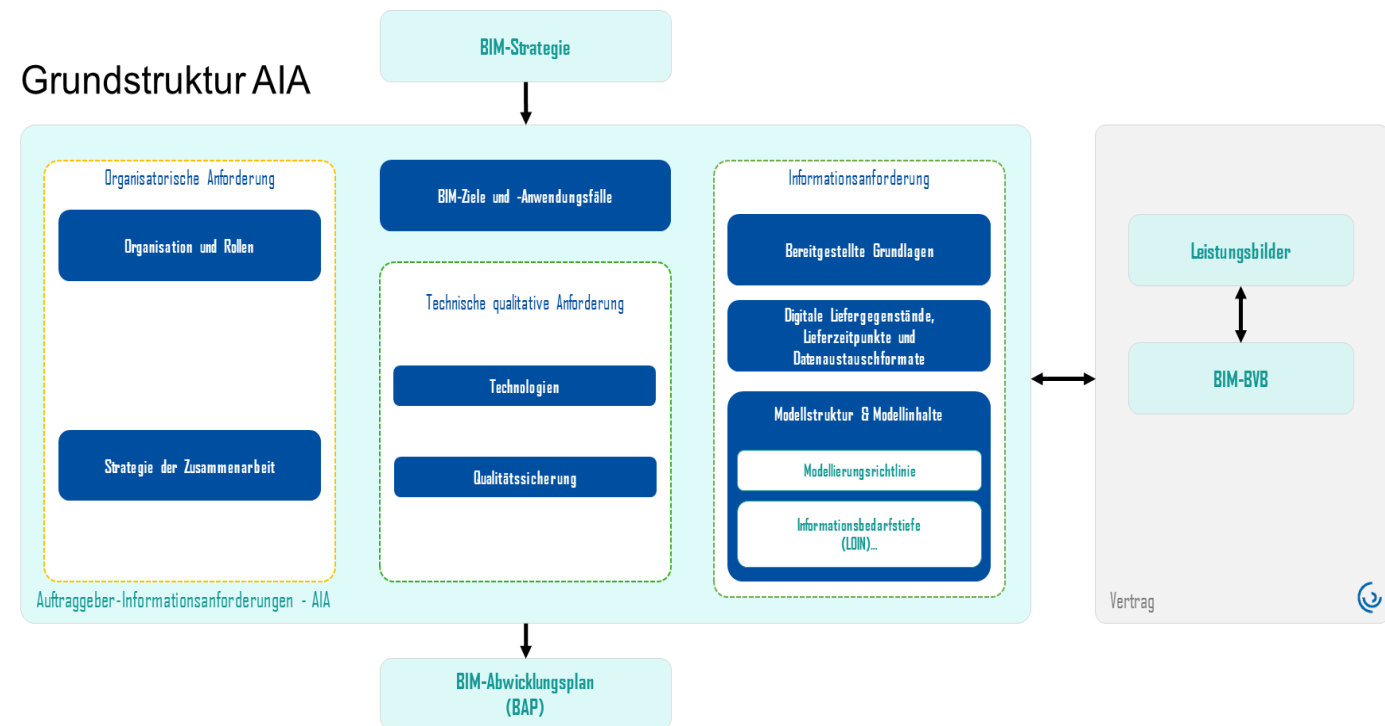 Grundstruktur AIA
BIM-Strategie
Organisatorische Anforderung
Organisation und Rollen
Strategie der Zusammenarbeit
BIM-Ziele und -Anwendungsfälle
Technische qualitative Anforderung
Technologien
Qualitätssicherung
Informationsanforderung
Bereitgestellte Grundlagen
Digitale Liefergegenstände,
Lieferzeitpunkte und
Datenaustauschformate
Modellstruktur & Modellinhalte
Modellierungsrichtlinie
Informationsbedarfstiefe
(LOIN)...
Auftraggeber-Informationsanforderungen - AIA
Leistungsbilder
BIM-BVB
Vertrag
BIM-Abwicklungsplan
(BAP)